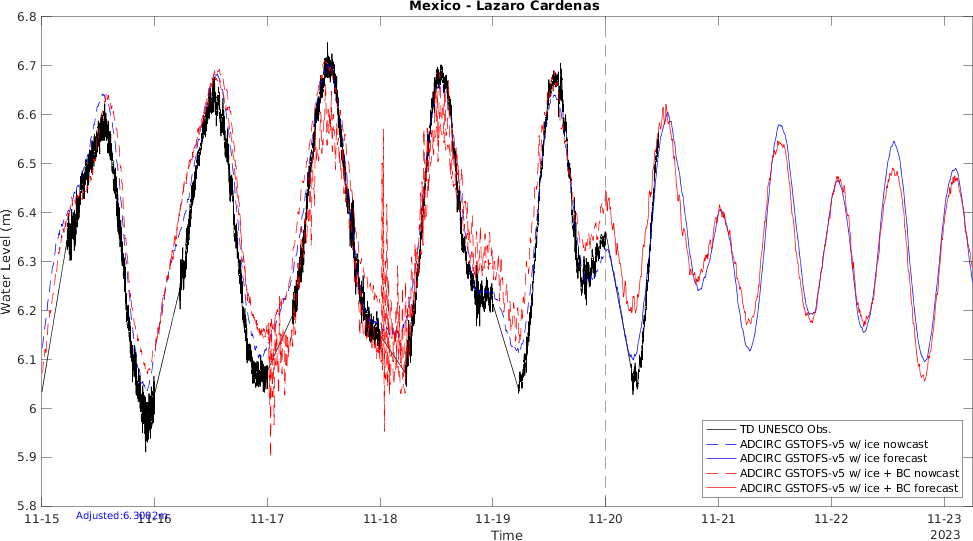 Mexico - Lazaro Cardenas
6.8
6.7
6.6
6.5
6.4
6.3
6.2
6.1
6
5.9
5.8
Water Level (m)
TD UNESCO Obs.
ADCIRC GSTOFS-v5 w/ ice nowcast
ADCIRC GSTOFS-v5 w/ ice forecast
ADCIRC GSTOFS-v5 w/ ice + BC nowcast
ADCIRC GSTOFS-v5 w/ ice + BC forecast
11-15 11-16 11-17 11-18 11-19 11-20 11-21 11-22 11-23
Adjusted:6.3092m
Time
2023